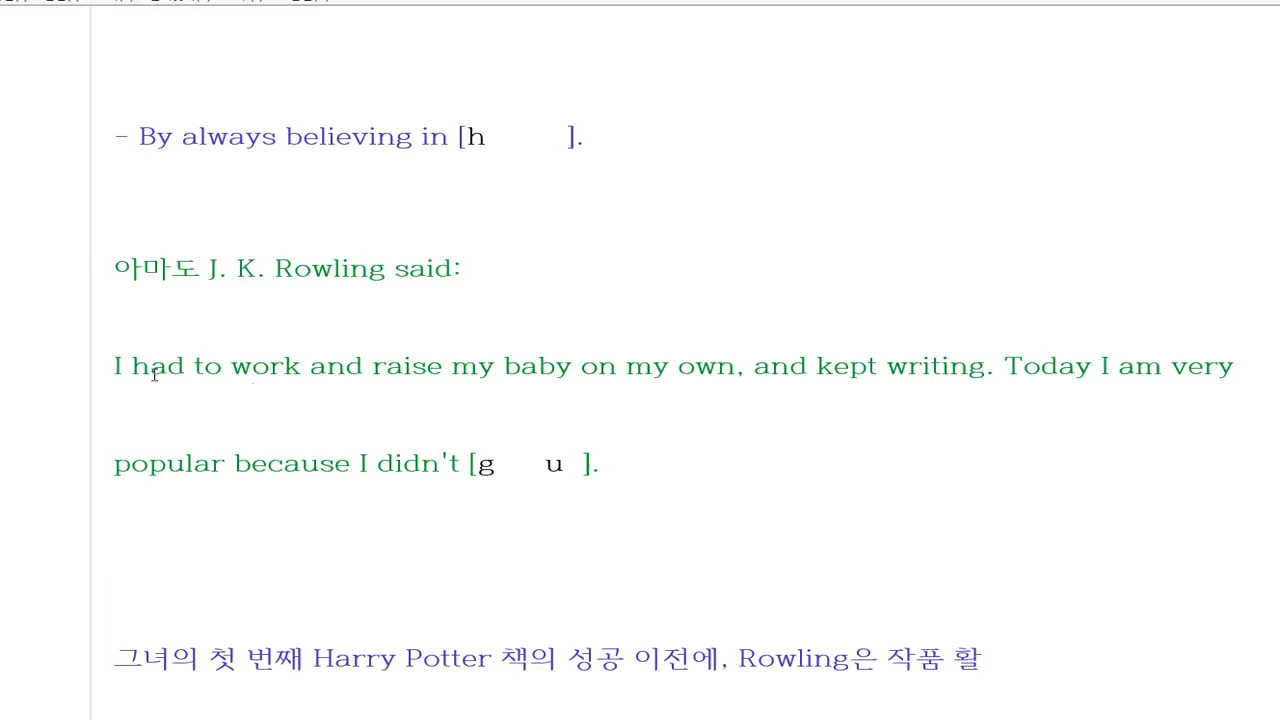 - By always believing in [h ].
아마도 J. K. Rowling said:
I had to work and raise my baby on my own, and kept writing. Today I am very
popular because I didn't [g u ].
그녀의 첫 번째 Harry Potter 책의 성공 이전에, Rowling은 작품 활